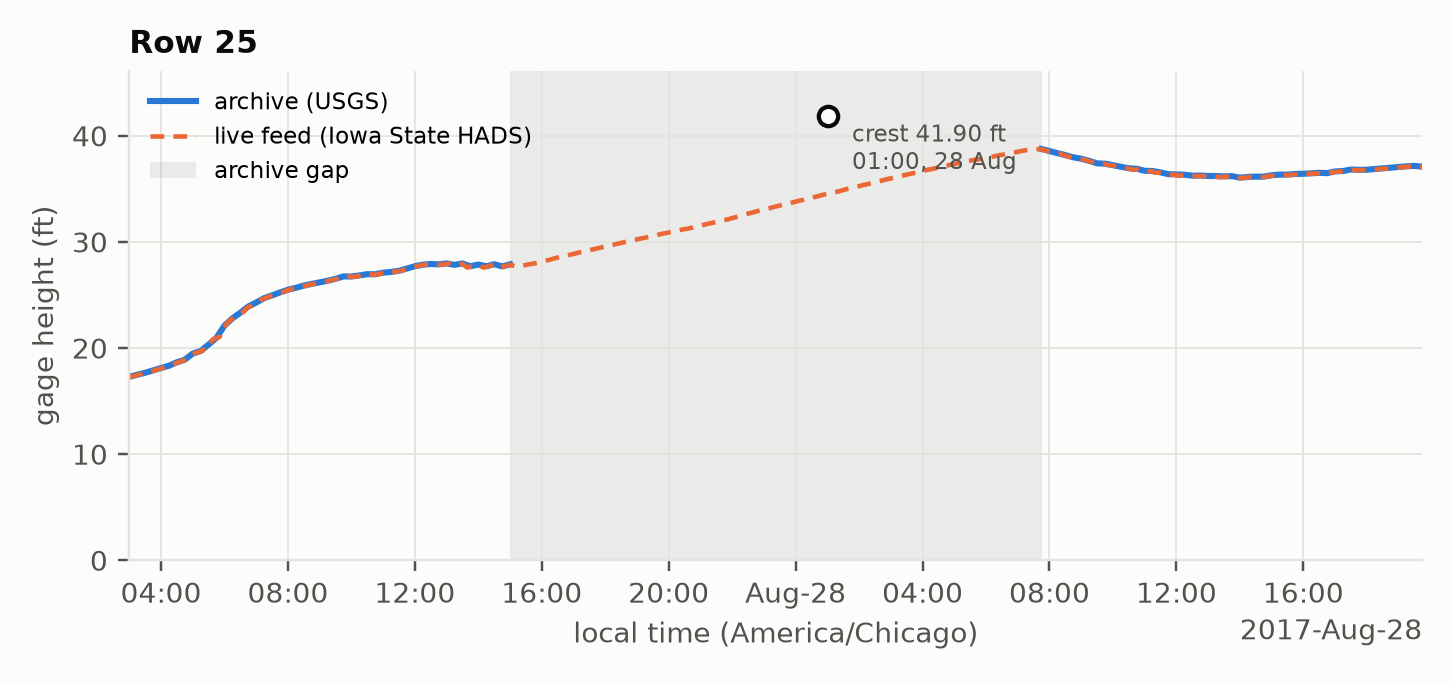 Row 25
archive (USGS)
live feed (Iowa State HADS)
archive gap
crest 41.90 ft
01:00, 28 Aug
gage height (ft)
40
30
20
10
0
04:00 08:00 12:00 16:00 20:00 Aug-28 04:00 08:00 12:00 16:00
local time (America/Chicago)
2017-Aug-28